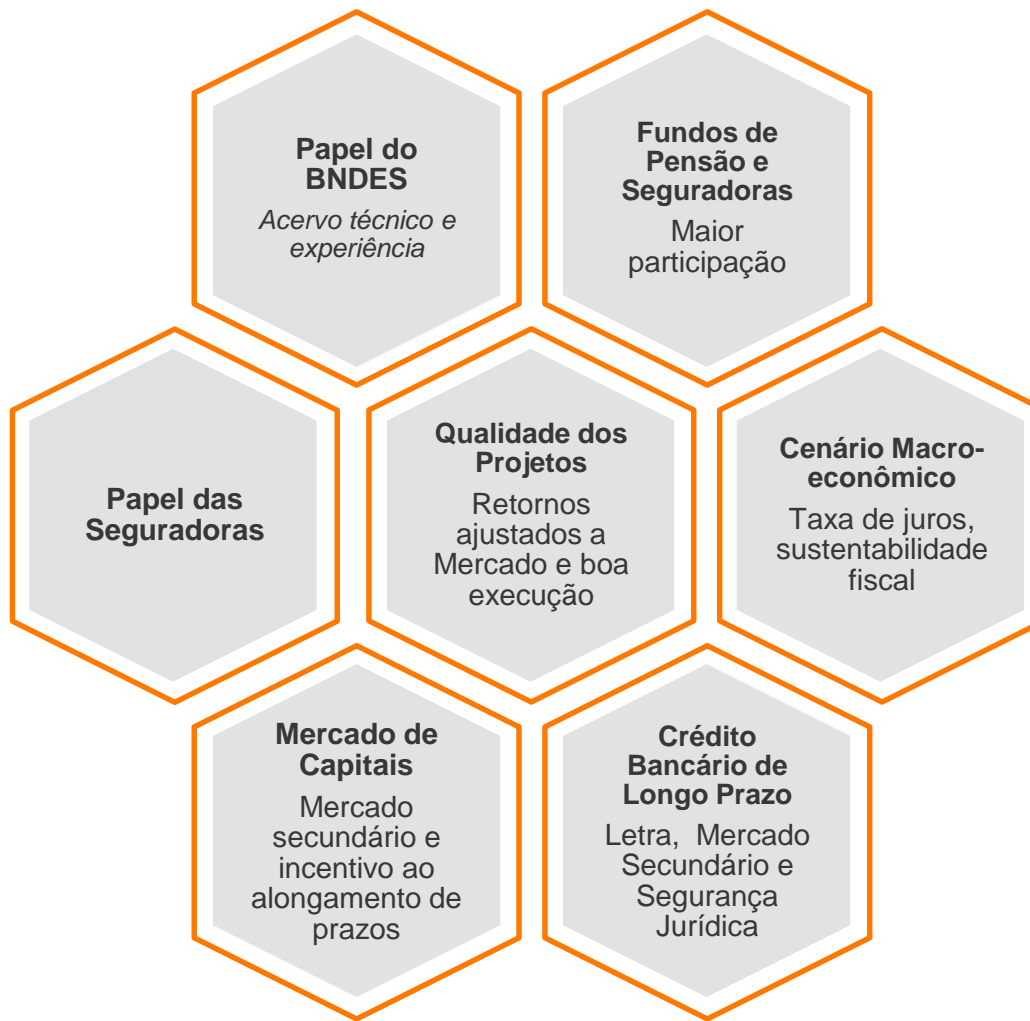 Papel do
BNDES
Acervo técnico e
experiência
Fundos de
Pensão e
Seguradoras
Maior
participação
Papel das
Seguradoras
Qualidade dos
Projetos
Retornos
ajustados a
Mercado e boa
execução
Cenário Macro-
econômico
Taxa de juros,
sustentabilidade
fiscal
Mercado de
Capitais
Mercado
secundário e
incentivo ao
alongamento de
prazos
Crédito
Bancário de
Longo Prazo
Letra,  Mercado
Secundário e
Segurança
Jurídica